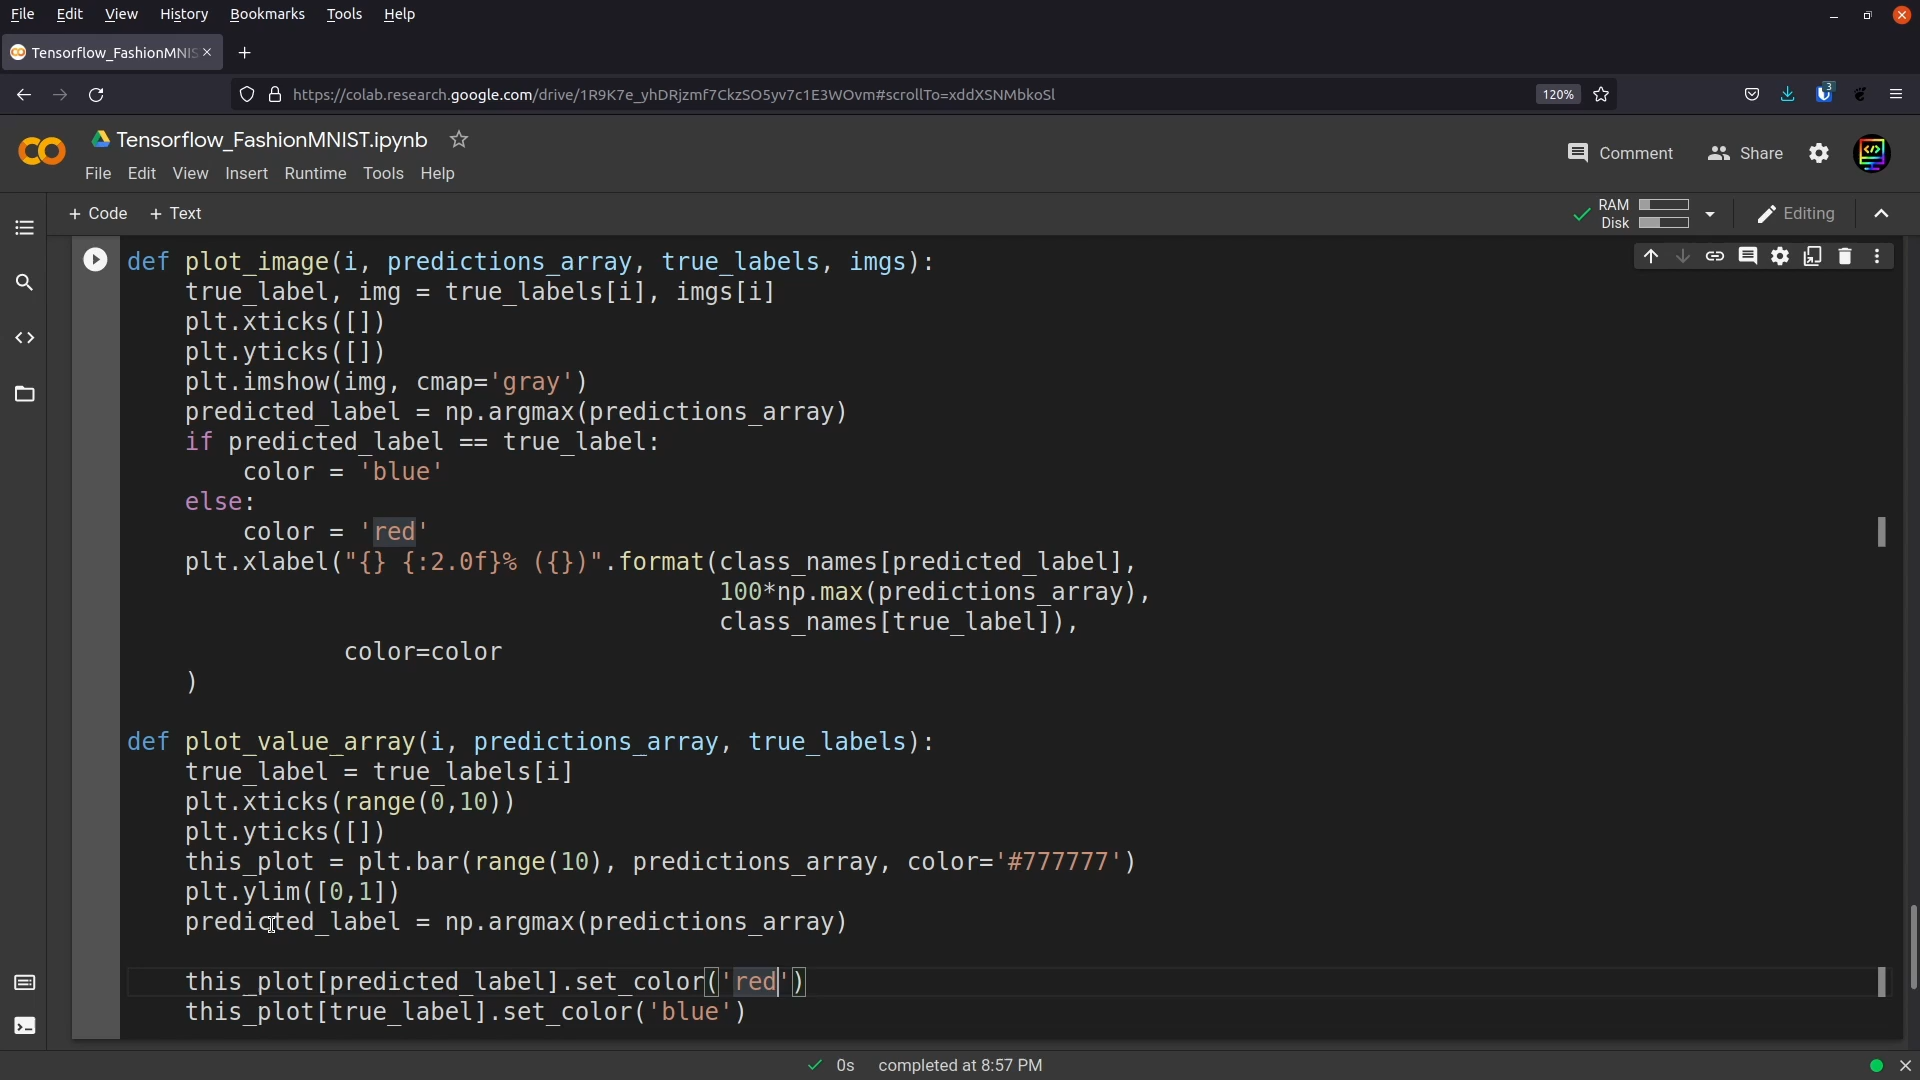 File Edit View History Bookmarks Tools Help
Tensorflow_FashionMNIS
https://colab.research.google.com/drive/1R9K7e_yhDRjzmf7CkzSO5yv7c1E3WOvm#scrollTo=xddXSNMbkoSl 120% 3
Tensorflow_FashionMNIST.ipynb
File Edit View Insert Runtime Tools Help Comment Share
+ Code + Text RAM Disk Editing
def plot_image(i, predictions_array, true_labels, imgs):
    true_label, img = true_labels[i], imgs[i]
    plt.xticks([])
    plt.yticks([])
    plt.imshow(img, cmap='gray')
    predicted_label = np.argmax(predictions_array)
    if predicted_label == true_label:
        color = 'blue'
    else:
        color = 'red'
    plt.xlabel("{} {:2.0f}% ({})".format(class_names[predicted_label],
                                         100*np.max(predictions_array),
                                         class_names[true_label]),
               color=color
    )
def plot_value_array(i, predictions_array, true_labels):
    true_label = true_labels[i]
    plt.xticks(range(0,10))
    plt.yticks([])
    this_plot = plt.bar(range(10), predictions_array, color='#777777')
    plt.ylim([0,1])
    predicted_label = np.argmax(predictions_array)
    this_plot[predicted_label].set_color('red')
    this_plot[true_label].set_color('blue')
0s completed at 8:57 PM